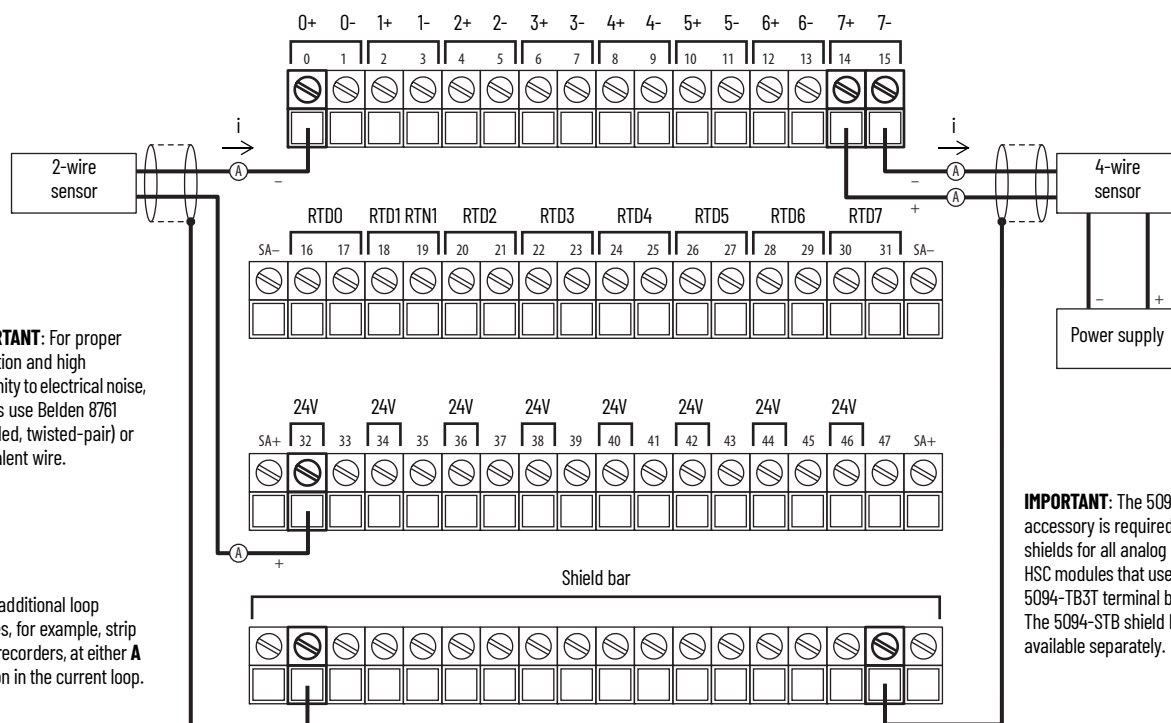 0+ 0- 1+ 1- 2+ 2- 3+ 3- 4+ 4- 5+ 5- 6+ 6- 7+ 7-
0 1 2 3 4 5 6 7 8 9 10 11 12 13 14 15
i
i
2-wire
sensor
A
−
A
−
A
+
4-wire
sensor
RTD0 RTD1 RTN1 RTD2 RTD3 RTD4 RTD5 RTD6 RTD7
SA− 16 17 18 19 20 21 22 23 24 25 26 27 28 29 30 31 SA−
− +
Power supply
RTANT: For proper
tion and high
nity to electrical noise,
s use Belden 8761
led, twisted-pair) or
alent wire.
24V 24V 24V 24V 24V 24V 24V 24V
SA+ 32 33 34 35 36 37 38 39 40 41 42 43 44 45 46 47 SA+
A
+
IMPORTANT: The 509
accessory is required
shields for all analog
HSC modules that use
5094-TB3T terminal b
The 5094-STB shield
available separately.
Shield bar
additional loop
es, for example, strip
recorders, at either A
on in the current loop.